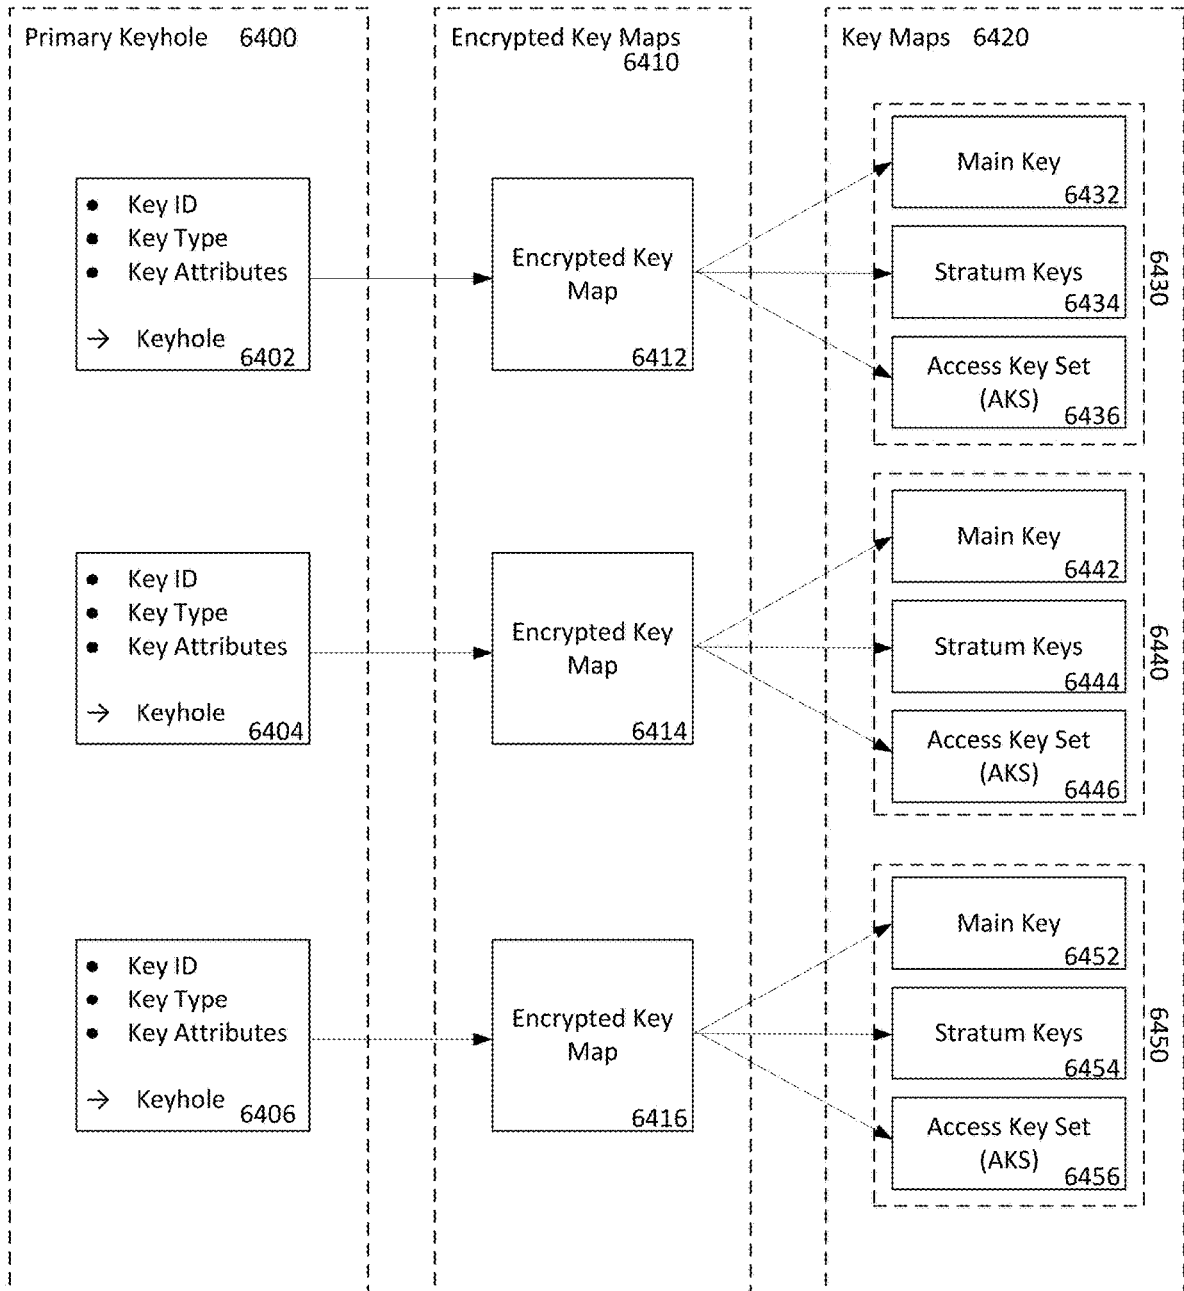 Primary Keyhole 6400
Encrypted Key Maps
6410
Key Maps 6420
Key ID
Key Type
Key Attributes
→ Keyhole
6402
Encrypted Key
Map
6412
Main Key
6432
Stratum Keys
6434
Access Key Set
(AKS)
6436
6430
Key ID
Key Type
Key Attributes
→ Keyhole
6404
Encrypted Key
Map
6414
Main Key
6442
Stratum Keys
6444
Access Key Set
(AKS)
6446
6440
Key ID
Key Type
Key Attributes
→ Keyhole
6406
Encrypted Key
Map
6416
Main Key
6452
Stratum Keys
6454
Access Key Set
(AKS)
6456
6450